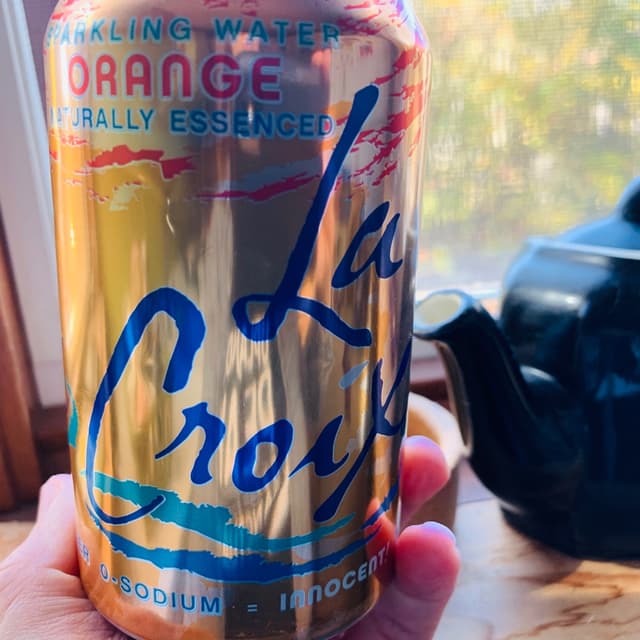 SPARKLING WATER
ORANGE
NATURALLY ESSENCED
La
Croix
0-SODIUM = INNOCENT!